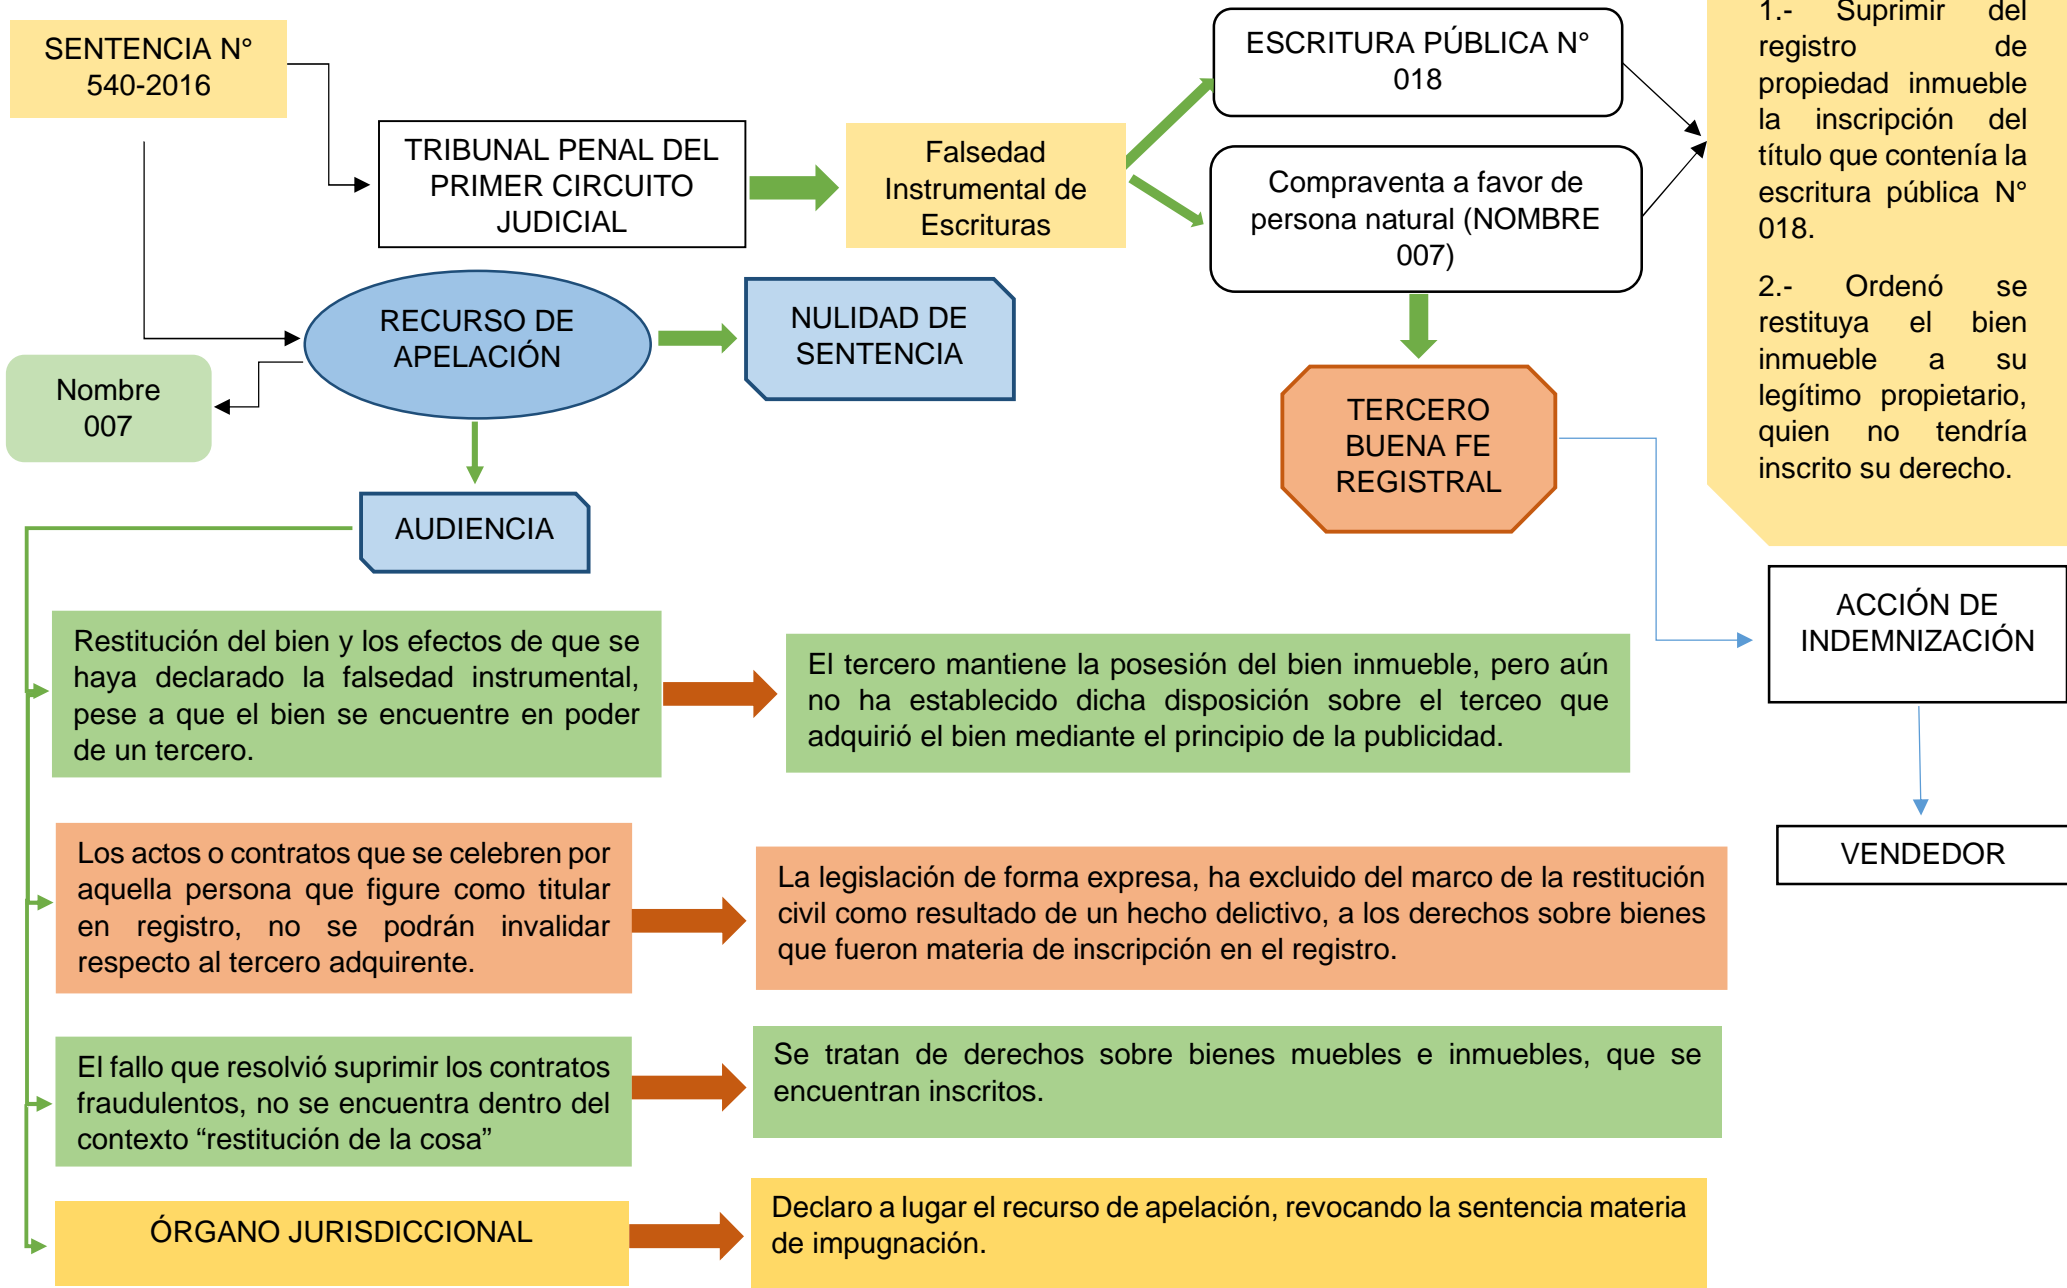 SENTENCIA N°
540-2016
TRIBUNAL PENAL DEL
PRIMER CIRCUITO
JUDICIAL
Falsedad
Instrumental de
Escrituras
ESCRITURA PÚBLICA N°
018
Compraventa a favor de
persona natural (NOMBRE
007)
1.- Suprimir del
registro de
propiedad inmueble
la inscripción del
título que contenía la
escritura pública N°
018.
2.- Ordenó se
restituya el bien
inmueble a su
legítimo propietario,
quien no tendría
inscrito su derecho.
RECURSO DE
APELACIÓN
NULIDAD DE
SENTENCIA
Nombre
007
TERCERO
BUENA FE
REGISTRAL
AUDIENCIA
ACCIÓN DE
INDEMNIZACIÓN
VENDEDOR
Restitución del bien y los efectos de que se
haya declarado la falsedad instrumental,
pese a que el bien se encuentre en poder
de un tercero.
El tercero mantiene la posesión del bien inmueble, pero aún
no ha establecido dicha disposición sobre el terceo que
adquirió el bien mediante el principio de la publicidad.
Los actos o contratos que se celebren por
aquella persona que figure como titular
en registro, no se podrán invalidar
respecto al tercero adquirente.
La legislación de forma expresa, ha excluido del marco de la restitución
civil como resultado de un hecho delictivo, a los derechos sobre bienes
que fueron materia de inscripción en el registro.
El fallo que resolvió suprimir los contratos
fraudulentos, no se encuentra dentro del
contexto “restitución de la cosa”
Se tratan de derechos sobre bienes muebles e inmuebles, que se
encuentran inscritos.
ÓRGANO JURISDICCIONAL
Declaro a lugar el recurso de apelación, revocando la sentencia materia
de impugnación.